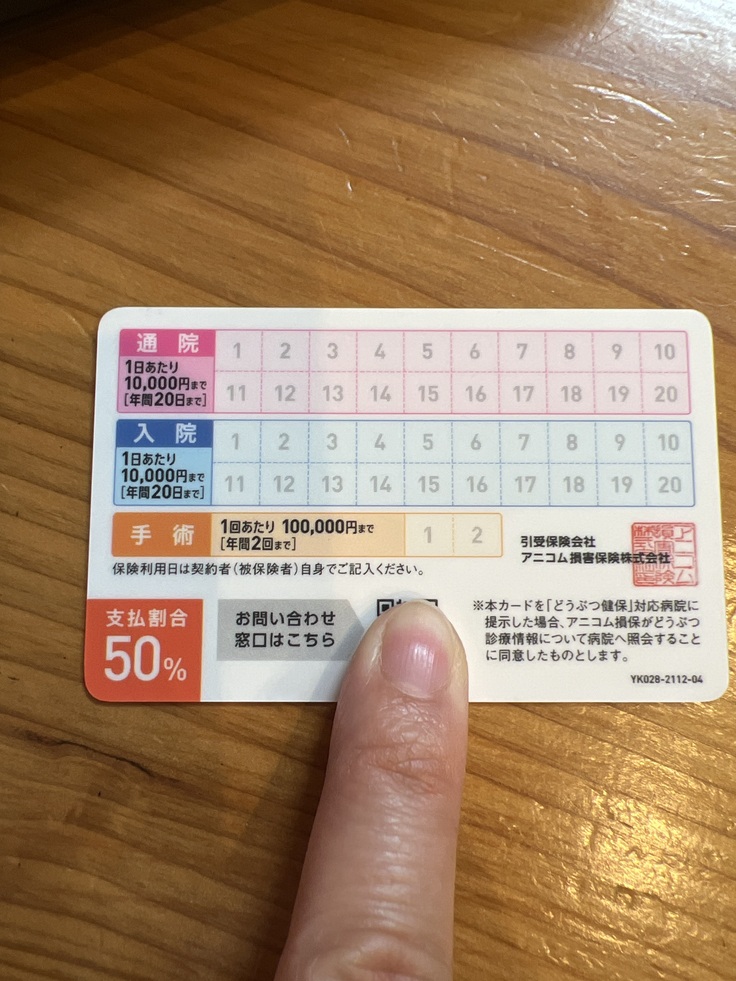 通院
1日あたり
10,000円まで
[年間20日まで]
1 2 3 4 5 6 7 8 9 10
11 12 13 14 15 16 17 18 19 20
入院
1日あたり
10,000円まで
[年間20日まで]
1 2 3 4 5 6 7 8 9 10
11 12 13 14 15 16 17 18 19 20
手術
1回あたり 100,000円まで
[年間2回まで]
1 2
引受保険会社
アニコム損害保険株式会社
保険利用日は契約者(被保険者)自身でご記入ください。
支払割合
50%
お問い合わせ
窓口はこちら
※本カードを「どうぶつ健保」対応病院に
提示した場合、アニコム損保がどうぶつ
診療情報について病院へ照会すること
に同意したものとします。
YK028-2112-04